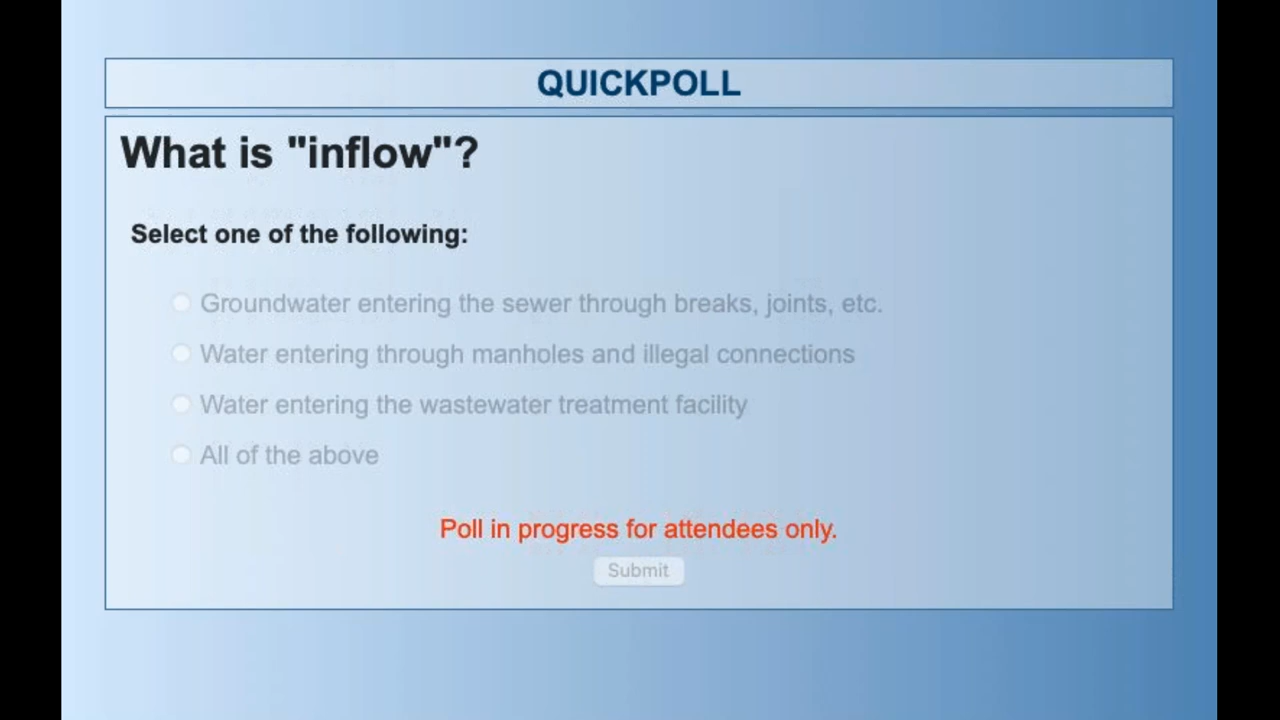 QUICKPOLL
What is "inflow"?
Select one of the following:
Groundwater entering the sewer through breaks, joints, etc.
Water entering through manholes and illegal connections
Water entering the wastewater treatment facility
All of the above
Poll in progress for attendees only.
Submit